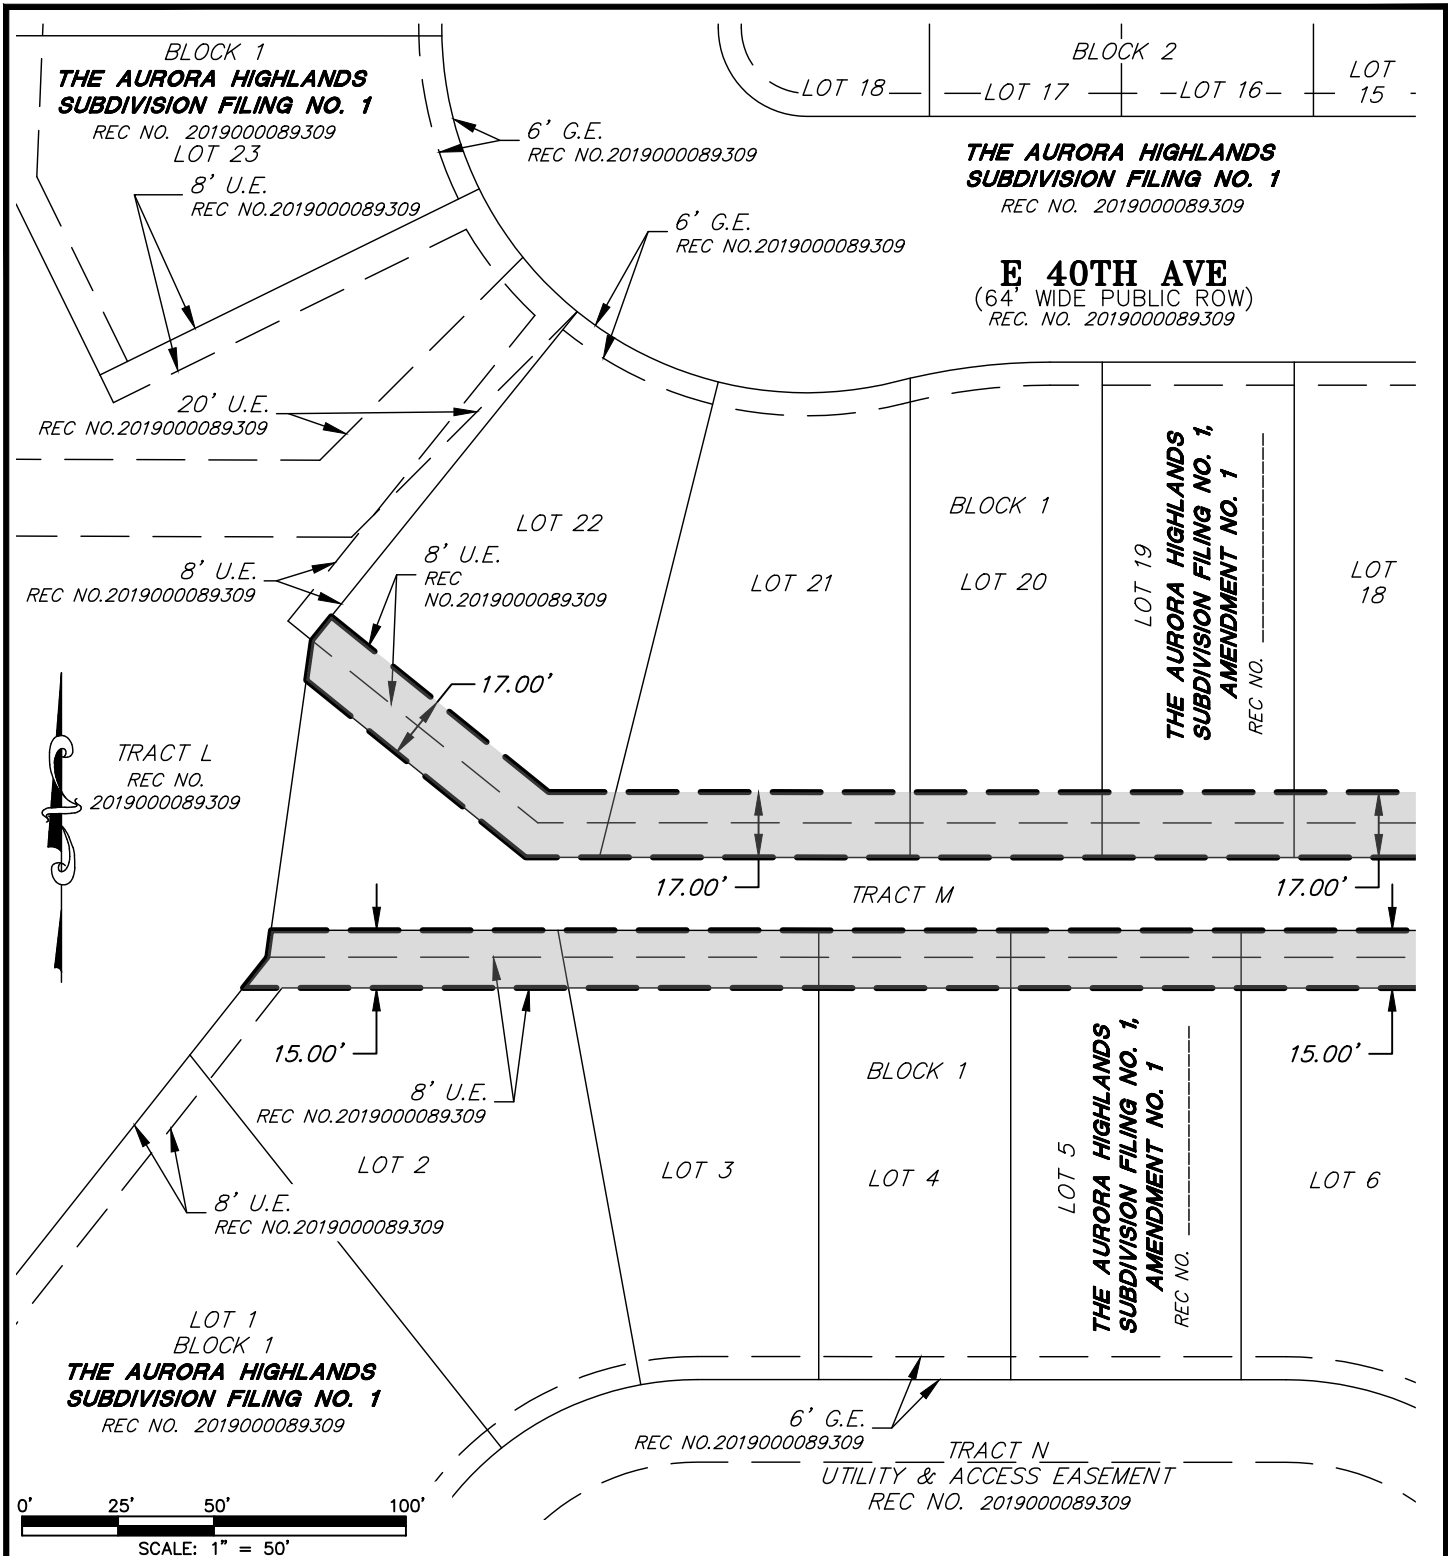 BLOCK 1
THE AURORA HIGHLANDS
SUBDIVISION FILING NO. 1
REC NO. 2019000089309
LOT 23
8' U.E.
REC NO.2019000089309
6' G.E.
REC NO.2019000089309
6' G.E.
REC NO.2019000089309
BLOCK 2
LOT 18
LOT 17
LOT 16
LOT
15
THE AURORA HIGHLANDS
SUBDIVISION FILING NO. 1
REC NO. 2019000089309
E 40TH AVE
(64' WIDE PUBLIC ROW)
REC. NO. 2019000089309
20' U.E.
REC NO.2019000089309
8' U.E.
REC NO.2019000089309
LOT 22
8' U.E.
REC
NO.2019000089309
LOT 21
BLOCK 1
LOT 20
LOT 19
THE AURORA HIGHLANDS
SUBDIVISION FILING NO. 1,
AMENDMENT NO. 1
REC NO.
LOT
18
17.00'
TRACT L
REC NO.
2019000089309
17.00'
TRACT M
17.00'
15.00'
8' U.E.
REC NO.2019000089309
15.00'
LOT 2
LOT 3
BLOCK 1
LOT 4
LOT 5
THE AURORA HIGHLANDS
SUBDIVISION FILING NO. 1,
AMENDMENT NO. 1
REC NO.
LOT 6
8' U.E.
REC NO.2019000089309
LOT 1
BLOCK 1
THE AURORA HIGHLANDS
SUBDIVISION FILING NO. 1
REC NO. 2019000089309
6' G.E.
REC NO.2019000089309
TRACT N
UTILITY & ACCESS EASEMENT
REC NO. 2019000089309
0' 25' 50' 100'
SCALE: 1" = 50'